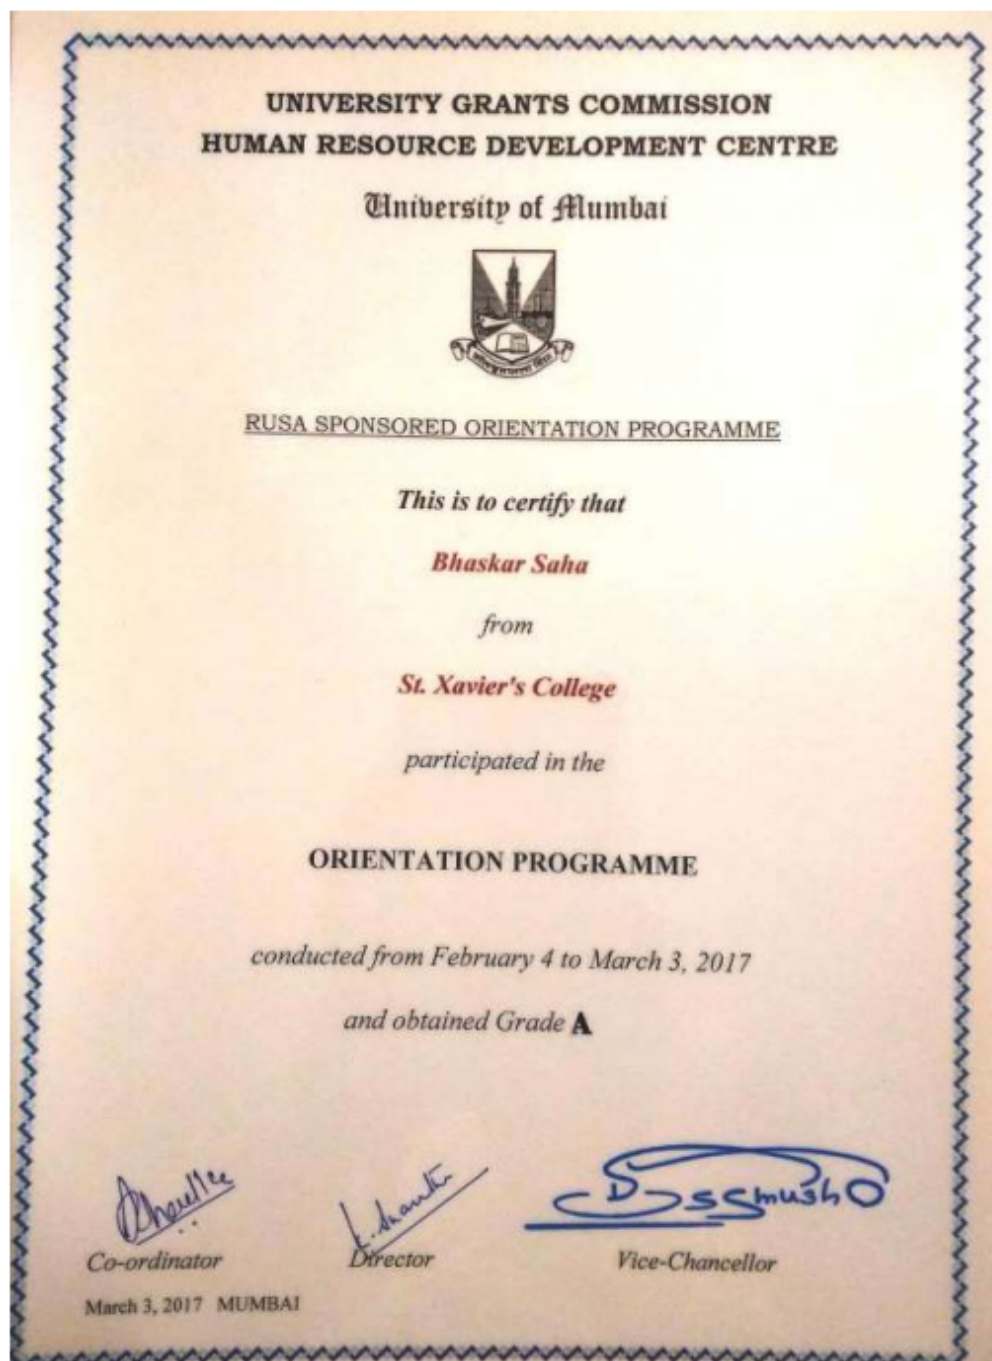 UNIVERSITY GRANTS COMMISSION
HUMAN RESOURCE DEVELOPMENT CENTRE
University of Mumbai
RUSA SPONSORED ORIENTATION PROGRAMME
This is to certify that
Bhaskar Saha
from
St. Xavier's College
participated in the
ORIENTATION PROGRAMME
conducted from February 4 to March 3, 2017
and obtained Grade A
Co-ordinator
Director
Vice-Chancellor
March 3, 2017 MUMBAI